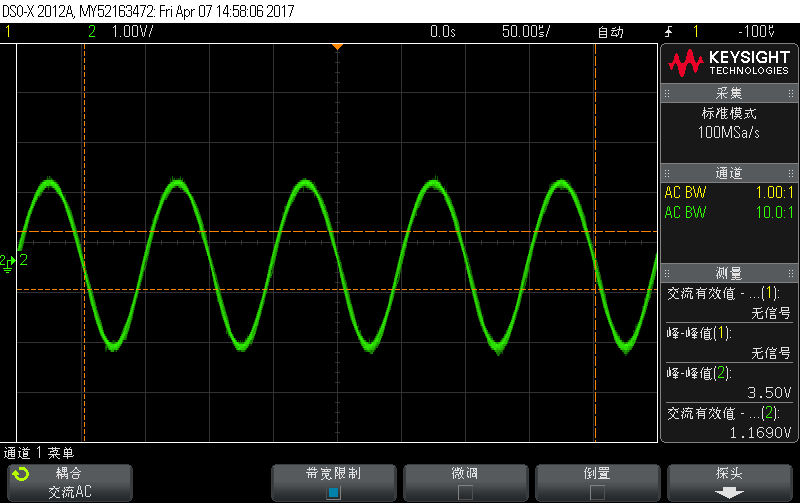 DSO-X 2012A, MY52163472: Fri Apr 07 14:58:06 2017
1 2 1.00V/ 0.0s 50.00㎲/ 自动 1 -100㎶
KEYSIGHT
TECHNOLOGIES
采集
标准模式
100MSa/s
通道
AC BW 1.00:1
AC BW 10.0:1
测量
交流有效值 - ...(1):
无信号
峰-峰值(1):
无信号
峰-峰值(2):
3.50V
交流有效值 - ...(2):
1.1690V
2 2
通道 1 菜单
耦合
交流AC
带宽限制
微调
倒置
探头